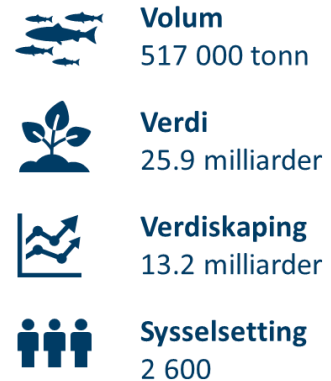 Volum
517 000 tonn
Verdi
25.9 milliarder
Verdiskaping
13.2 milliarder
Sysselsetting
2 600